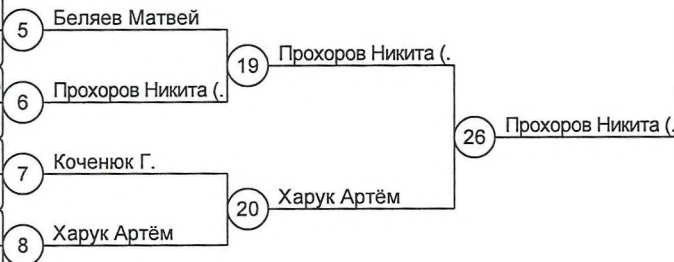 5 Беляев Матвей
19 Прохоров Никита (.
6 Прохоров Никита (.
26 Прохоров Никита (.
7 Коченюк Г.
20 Харук Артём
8 Харук Артём